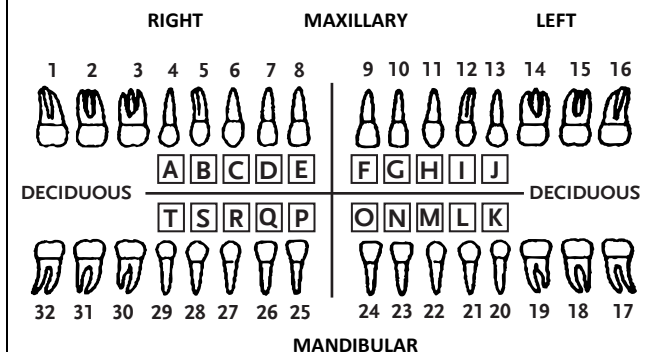 RIGHT MAXILLARY LEFT
1 2 3 4 5 6 7 8 9 10 11 12 13 14 15 16
A B C D E F G H I J
DECIDUOUS DECIDUOUS
T S R Q P O N M L K
32 31 30 29 28 27 26 25 24 23 22 21 20 19 18 17
MANDIBULAR